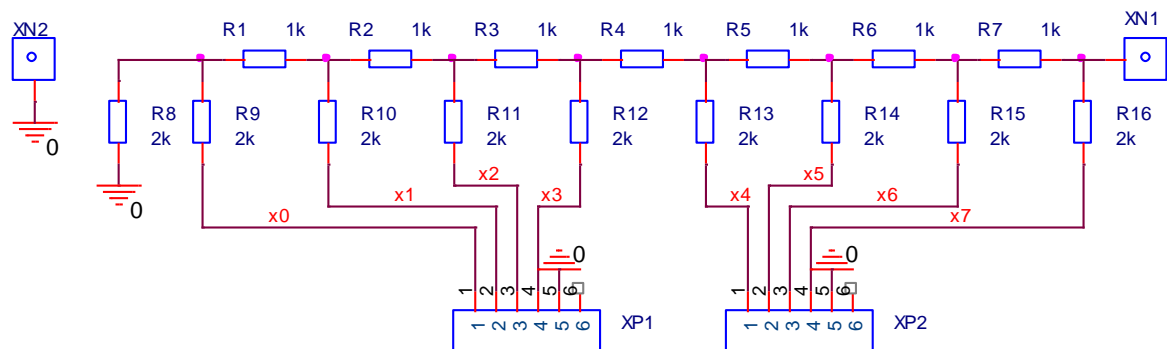 XN2 R1 1k R2 1k R3 1k R4 1k R5 1k R6 1k R7 1k XN1
R8 R9 R10 R11 R12 R13 R14 R15 R16
2k 2k 2k 2k 2k 2k 2k 2k 2k
0
x2 x5
0 x1 x3 x4 x6
x0 x7
0 0
1 2 3 4 5 6 1 2 3 4 5 6
1 2 3 4 5 6 XP1 1 2 3 4 5 6 XP2